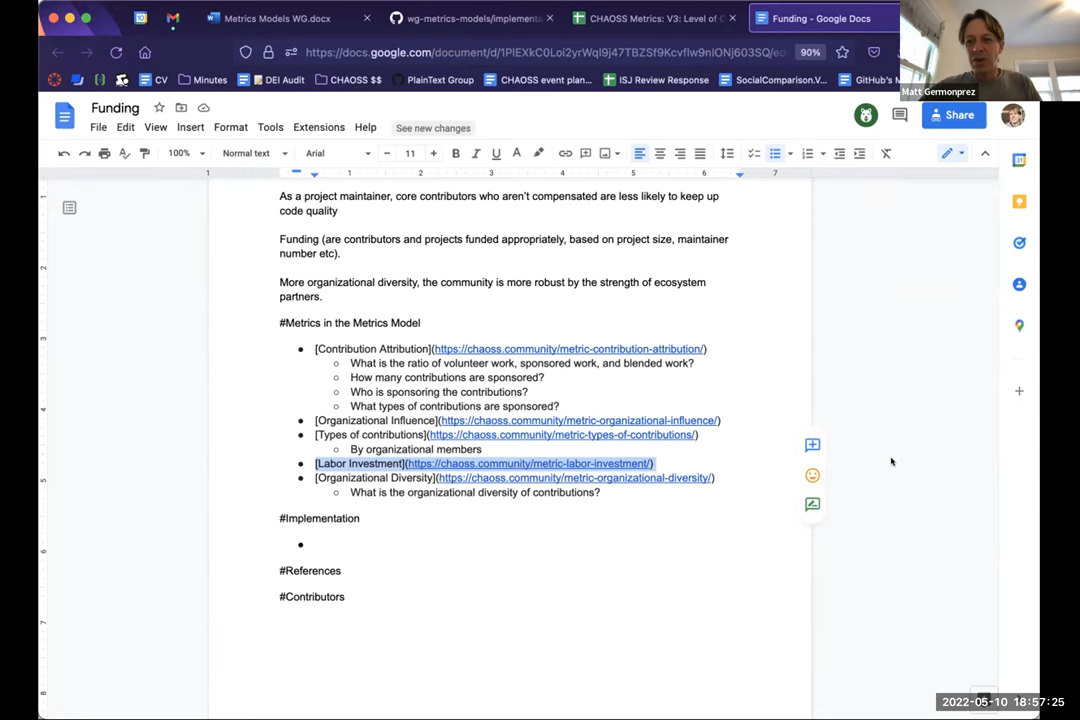 Metrics Models WG.docx
wg-metrics-models/implementa
CHAOSS Metrics: V3: Level of C
Funding - Google Docs
https://docs.google.com/document/d/1PlEXkC0Loi2yrWql9j47TBZSf9Kcvflw9nIONj603SQ/ed
90%
CV
Minutes
DEI Audit
CHAOSS $$
PlainText Group
CHAOSS event plan...
ISJ Review Response
SocialComparison.V...
GitHub's M
Matt Germonprez
Funding
File Edit View Insert Format Tools Extensions Help
See new changes
Share
100%
Normal text
Arial
11
1 1 2 3 4 5 6 7
As a project maintainer, core contributors who aren't compensated are less likely to keep up
code quality
Funding (are contributors and projects funded appropriately, based on project size, maintainer
number etc).
More organizational diversity, the community is more robust by the strength of ecosystem
partners.
#Metrics in the Metrics Model
● [Contribution Attribution](https://chaoss.community/metric-contribution-attribution/)
○ What is the ratio of volunteer work, sponsored work, and blended work?
○ How many contributions are sponsored?
○ Who is sponsoring the contributions?
○ What types of contributions are sponsored?
● [Organizational Influence](https://chaoss.community/metric-organizational-influence/)
● [Types of contributions](https://chaoss.community/metric-types-of-contributions/)
○ By organizational members
● [Labor Investment](https://chaoss.community/metric-labor-investment/)
● [Organizational Diversity](https://chaoss.community/metric-organizational-diversity/)
○ What is the organizational diversity of contributions?
#Implementation
●
#References
#Contributors
2022-05-10 18:57:25